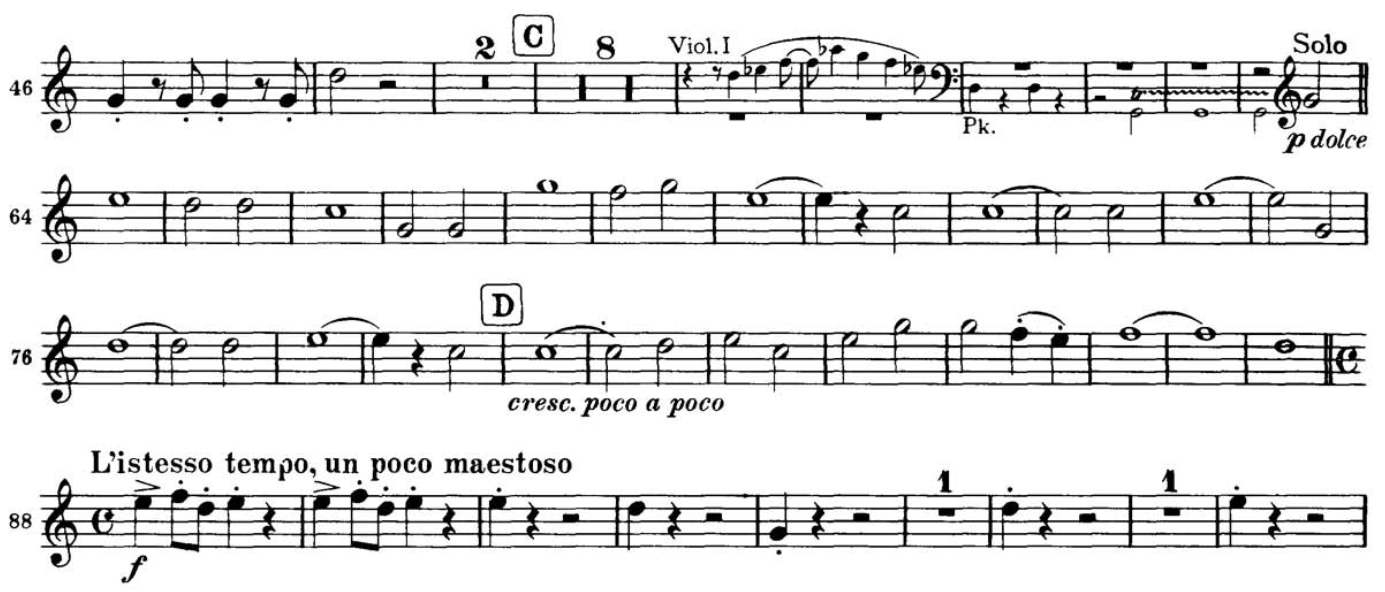 2 C 8 Viol. I Solo
46
Pk. p dolce
64
D
76
cresc. poco a poco
L'istesso tempo, un poco maestoso
1 1
88
f